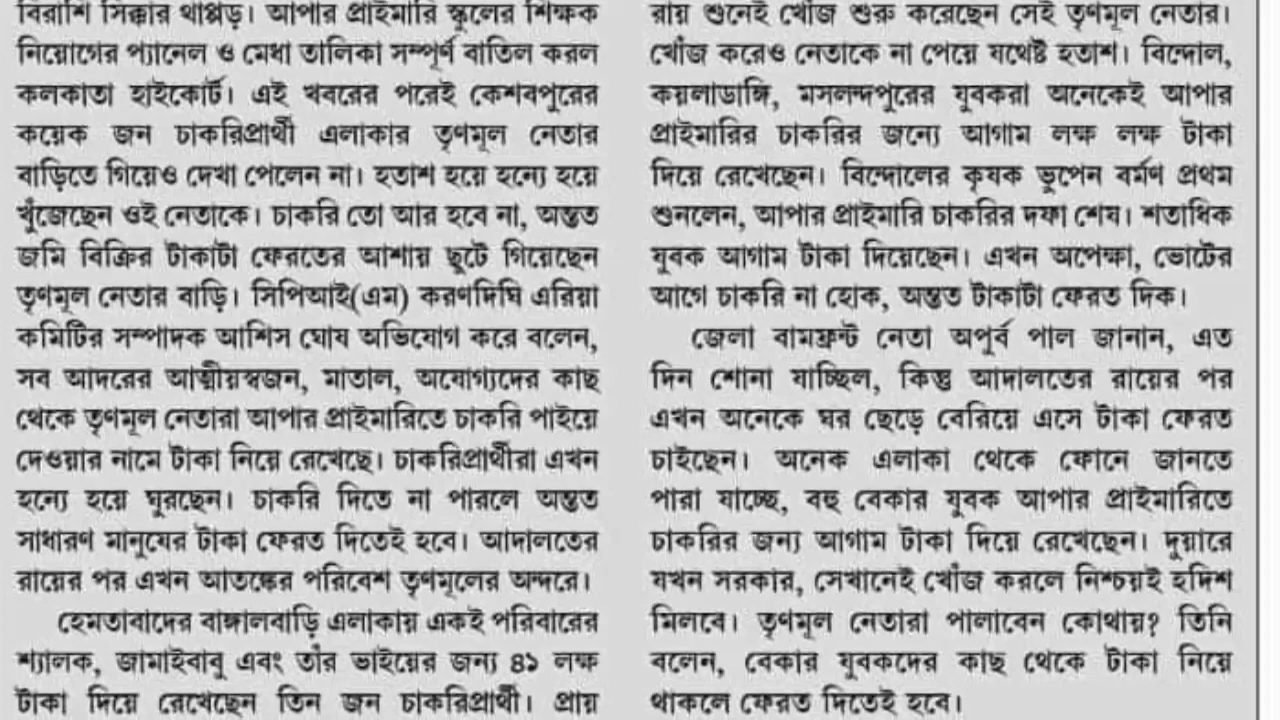 বিরাশি সিক্কার থাপ্পড়। আপার প্রাইমারি স্কুলের শিক্ষক
নিয়োগের প্যানেল ও মেধা তালিকা সম্পূর্ণ বাতিল করল
কলকাতা হাইকোর্ট। এই খবরের পরেই কেশবপুরের
কয়েক জন চাকরিপ্রার্থী এলাকার তৃণমূল নেতার
বাড়িতে গিয়েও দেখা পেলেন না। হতাশ হয়ে হন্যে হয়ে
খুঁজেছেন ওই নেতাকে। চাকরি তো আর হবে না, অন্তত
জমি বিক্রির টাকাটা ফেরতের আশায় ছুটে গিয়েছেন
তৃণমূল নেতার বাড়ি। সিপিআই(এম) করণদিঘি এরিয়া
কমিটির সম্পাদক আশিস ঘোষ অভিযোগ করে বলেন,
সব আদরের আত্মীয়স্বজন, মাতাল, অযোগ্যদের কাছ
থেকে তৃণমূল নেতারা আপার প্রাইমারিতে চাকরি পাইয়ে
দেওয়ার নামে টাকা নিয়ে রেখেছে। চাকরিপ্রার্থীরা এখন
হন্যে হয়ে ঘুরছেন। চাকরি দিতে না পারলে অন্তত
সাধারণ মানুষের টাকা ফেরত দিতেই হবে। আদালতের
রায়ের পর এখন আতঙ্কের পরিবেশ তৃণমূলের অন্দরে।
হেমতাবাদের বাঙ্গালবাড়ি এলাকায় একই পরিবারের
শ্যালক, জামাইবাবু এবং তাঁর ভাইয়ের জন্য ৪১ লক্ষ
টাকা দিয়ে রেখেছেন তিন জন চাকরিপ্রার্থী। প্রায়
রায় শুনেই খোঁজ শুরু করেছেন সেই তৃণমূল নেতার।
খোঁজ করেও নেতাকে না পেয়ে যথেষ্ট হতাশ। বিন্দোল,
কয়লাডাঙ্গি, মসলন্দপুরের যুবকরা অনেকেই আপার
প্রাইমারির চাকরির জন্যে আগাম লক্ষ লক্ষ টাকা
দিয়ে রেখেছেন। বিন্দোলের কৃষক ভুপেন বর্মণ প্রথম
শুনলেন, আপার প্রাইমারি চাকরির দফা শেষ। শতাধিক
যুবক আগাম টাকা দিয়েছেন। এখন অপেক্ষা, ভোটের
আগে চাকরি না হোক, অন্তত টাকাটা ফেরত দিক।
জেলা বামফ্রন্ট নেতা অপূর্ব পাল জানান, এত
দিন শোনা যাচ্ছিল, কিন্তু আদালতের রায়ের পর
এখন অনেকে ঘর ছেড়ে বেরিয়ে এসে টাকা ফেরত
চাইছেন। অনেক এলাকা থেকে ফোনে জানতে
পারা যাচ্ছে, বহু বেকার যুবক আপার প্রাইমারিতে
চাকরির জন্য আগাম টাকা দিয়ে রেখেছেন। দুয়ারে
যখন সরকার, সেখানেই খোঁজ করলে নিশ্চয়ই হদিশ
মিলবে। তৃণমূল নেতারা পালাবেন কোথায়? তিনি
বলেন, বেকার যুবকদের কাছ থেকে টাকা নিয়ে
থাকলে ফেরত দিতেই হবে।